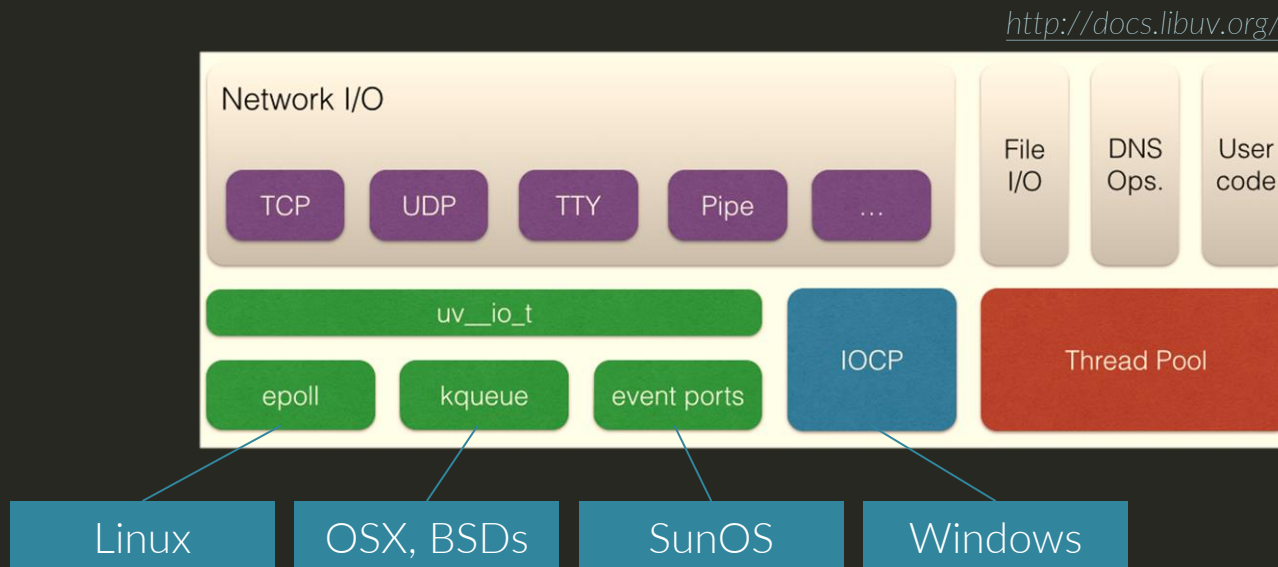 http://docs.libuv.org/
Network I/O
TCP
UDP
TTY
Pipe
...
File
I/O
DNS
Ops.
User
code
uv__io_t
epoll
kqueue
event ports
IOCP
Thread Pool
Linux
OSX, BSDs
SunOS
Windows